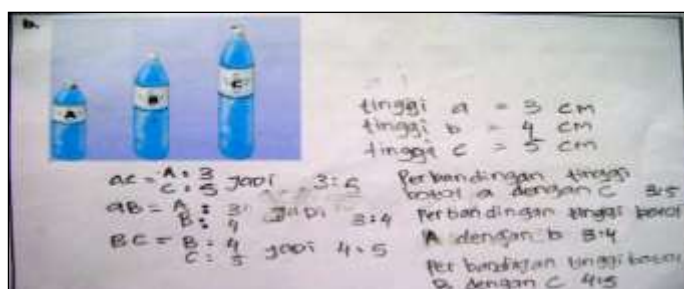 b.
A
B
C
tinggi a = 3 cm
tinggi b = 4 cm
tinggi c = 5 cm
ac = A : 3 jadi 3:5
C : 5
aB = A : 3 jadi 3:4
B : 4
BC = B : 4 jadi 4:5
C : 5
Perbandingan tinggi
botol a dengan C 3:5
Perbandingan tinggi botol
A dengan b 3:4
Perbandingan tinggi botol
B dengan C 4:5